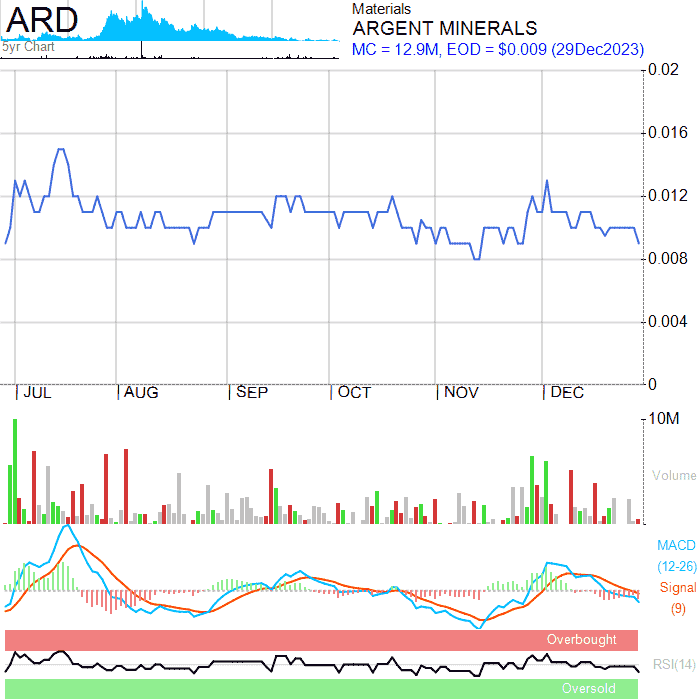 ARD
5yr Chart
Materials
ARGENT MINERALS
MC = 12.9M, EOD = $0.009 (29Dec2023)
0.02
0.016
0.012
0.008
0.004
0
JUL AUG SEP OCT NOV DEC
10M
Volume
MACD
(12-26)
Signal
(9)
Overbought
RSI(14)
Oversold